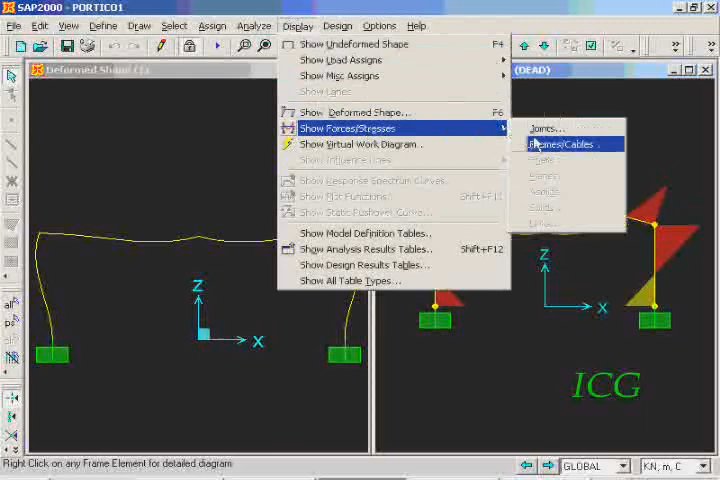 SAP2000 - PORTICO1
File Edit View Define Draw Select Assign Analyze Display Design Options Help
Deformed Shape (1)
(DEAD)
Show Undeformed Shape F4
Show Load Assigns
Show Misc Assigns
Show Lanes
Show Deformed Shape... F6
Show Forces/Stresses
Show Virtual Work Diagram..
Show Influence Lines
Show Response Spectrum Curves.
Show Plot Functions. Shift+F11
Show Static Pushover Curve...
Show Model Definition Tables..
Show Analysis Results Tables.. Shift+F12
Show Design Results Tables...
Show All Table Types...
Joints...
Frames/Cables
Planes
Asolids
Solids
Links
all
ps
Z
X
Z
X
ICG
Right Click on any Frame Element for detailed diagram
GLOBAL
KN, m, C